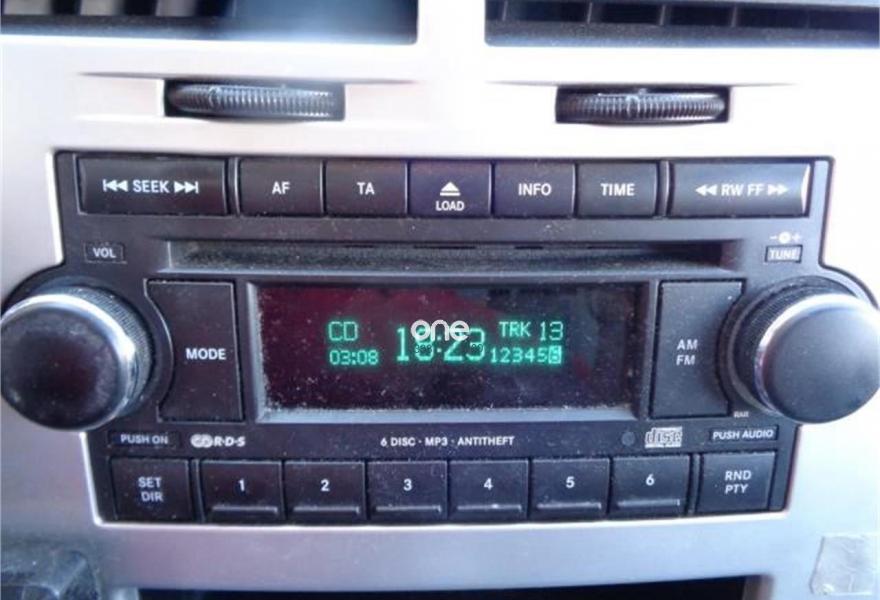 SEEK AF TA LOAD INFO TIME RW FF
VOL - + TUNE
CD TRK 13
03:08 123456
one
MODE AM FM
PUSH ON R·D·S 6 DISC · MP3 · ANTITHEFT disc PUSH AUDIO
SET DIR 1 2 3 4 5 6 RND PTY